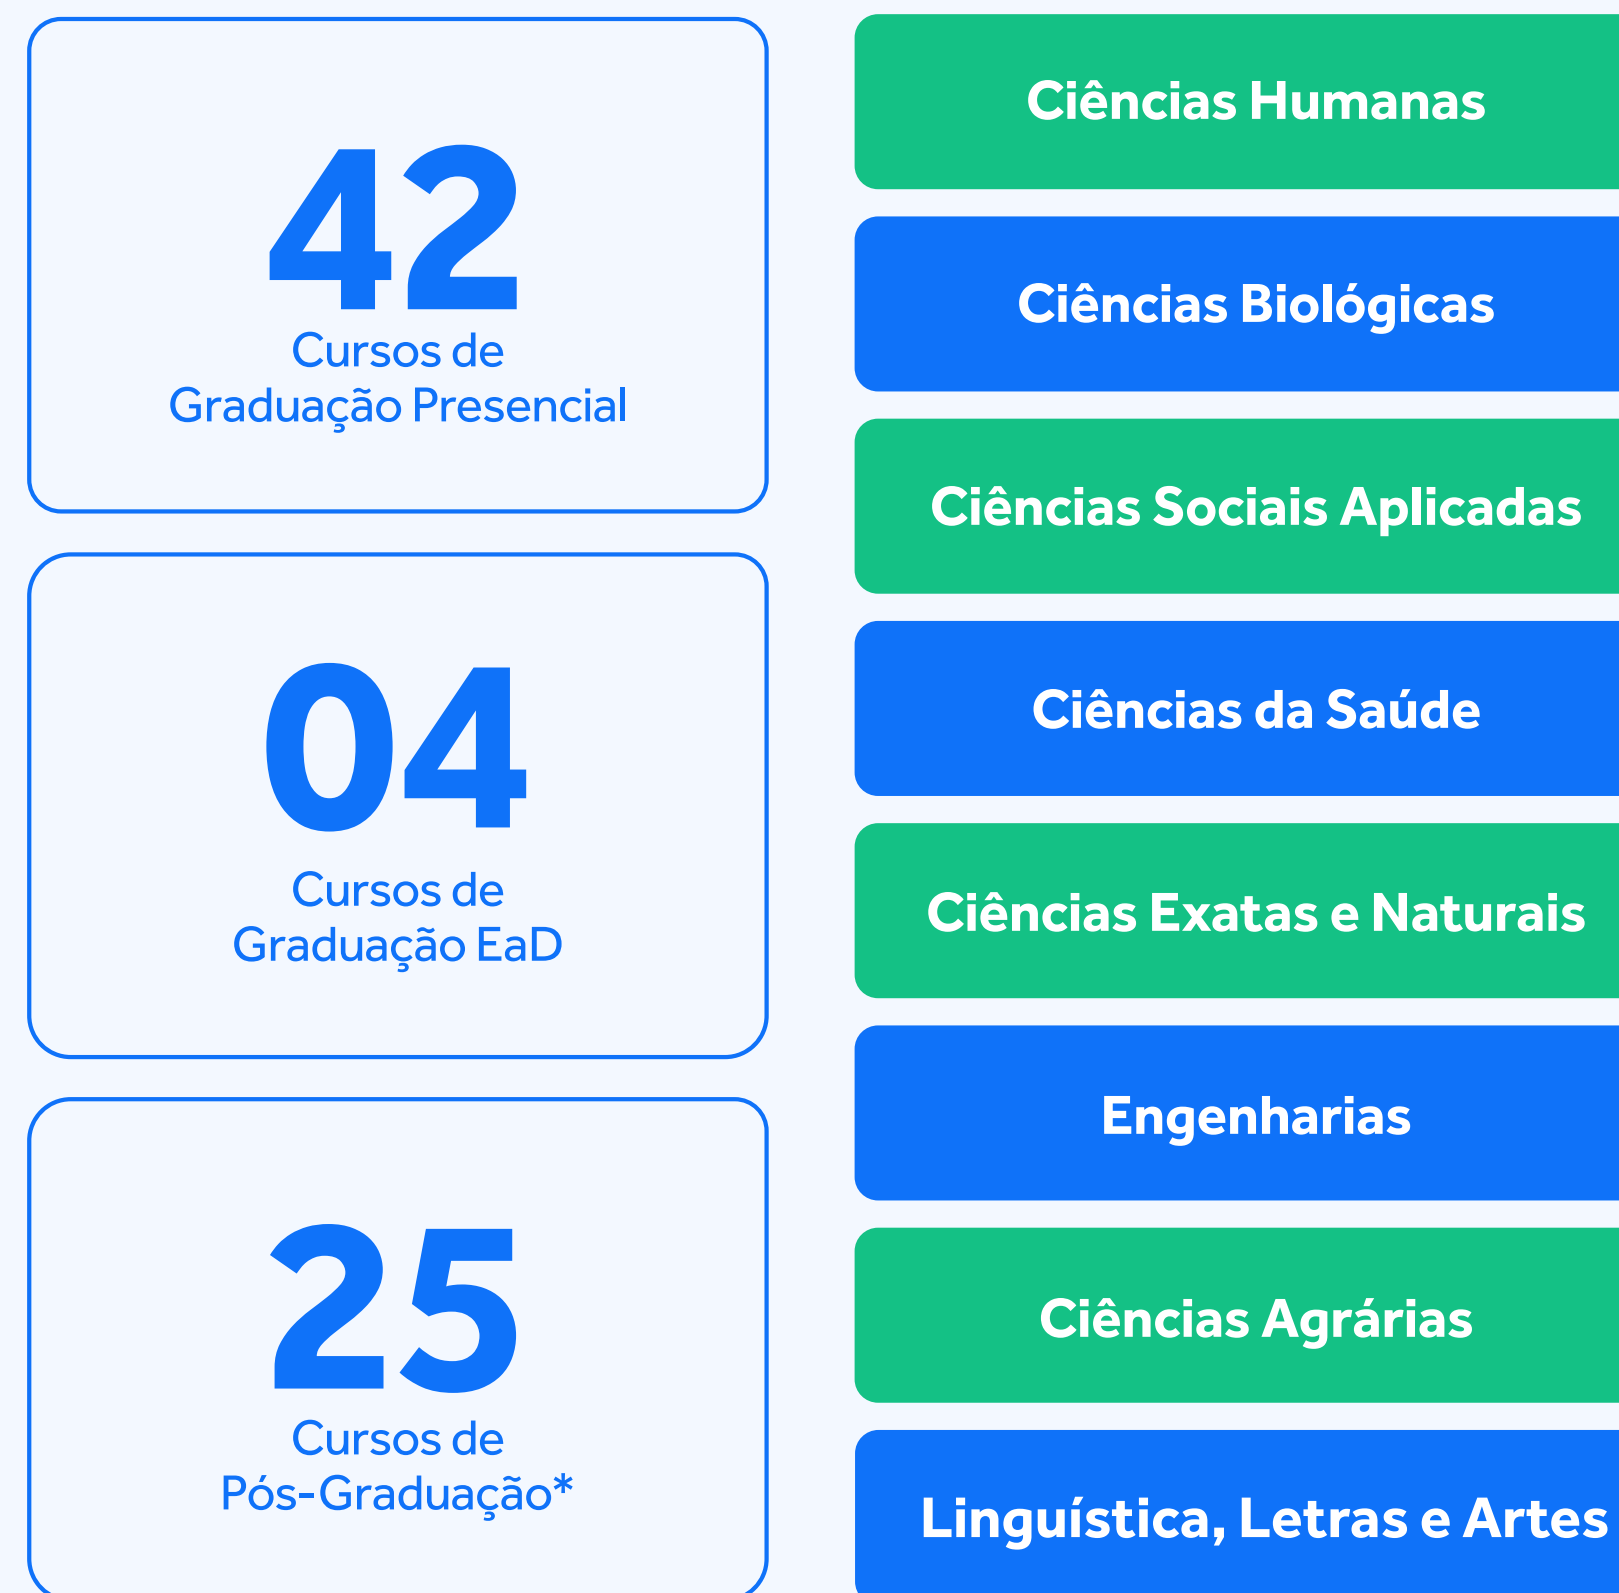 42
Cursos de
Graduação Presencial
04
Cursos de
Graduação EaD
25
Cursos de
Pós-Graduação*
Ciências Humanas
Ciências Biológicas
Ciências Sociais Aplicadas
Ciências da Saúde
Ciências Exatas e Naturais
Engenharias
Ciências Agrárias
Linguística, Letras e Artes